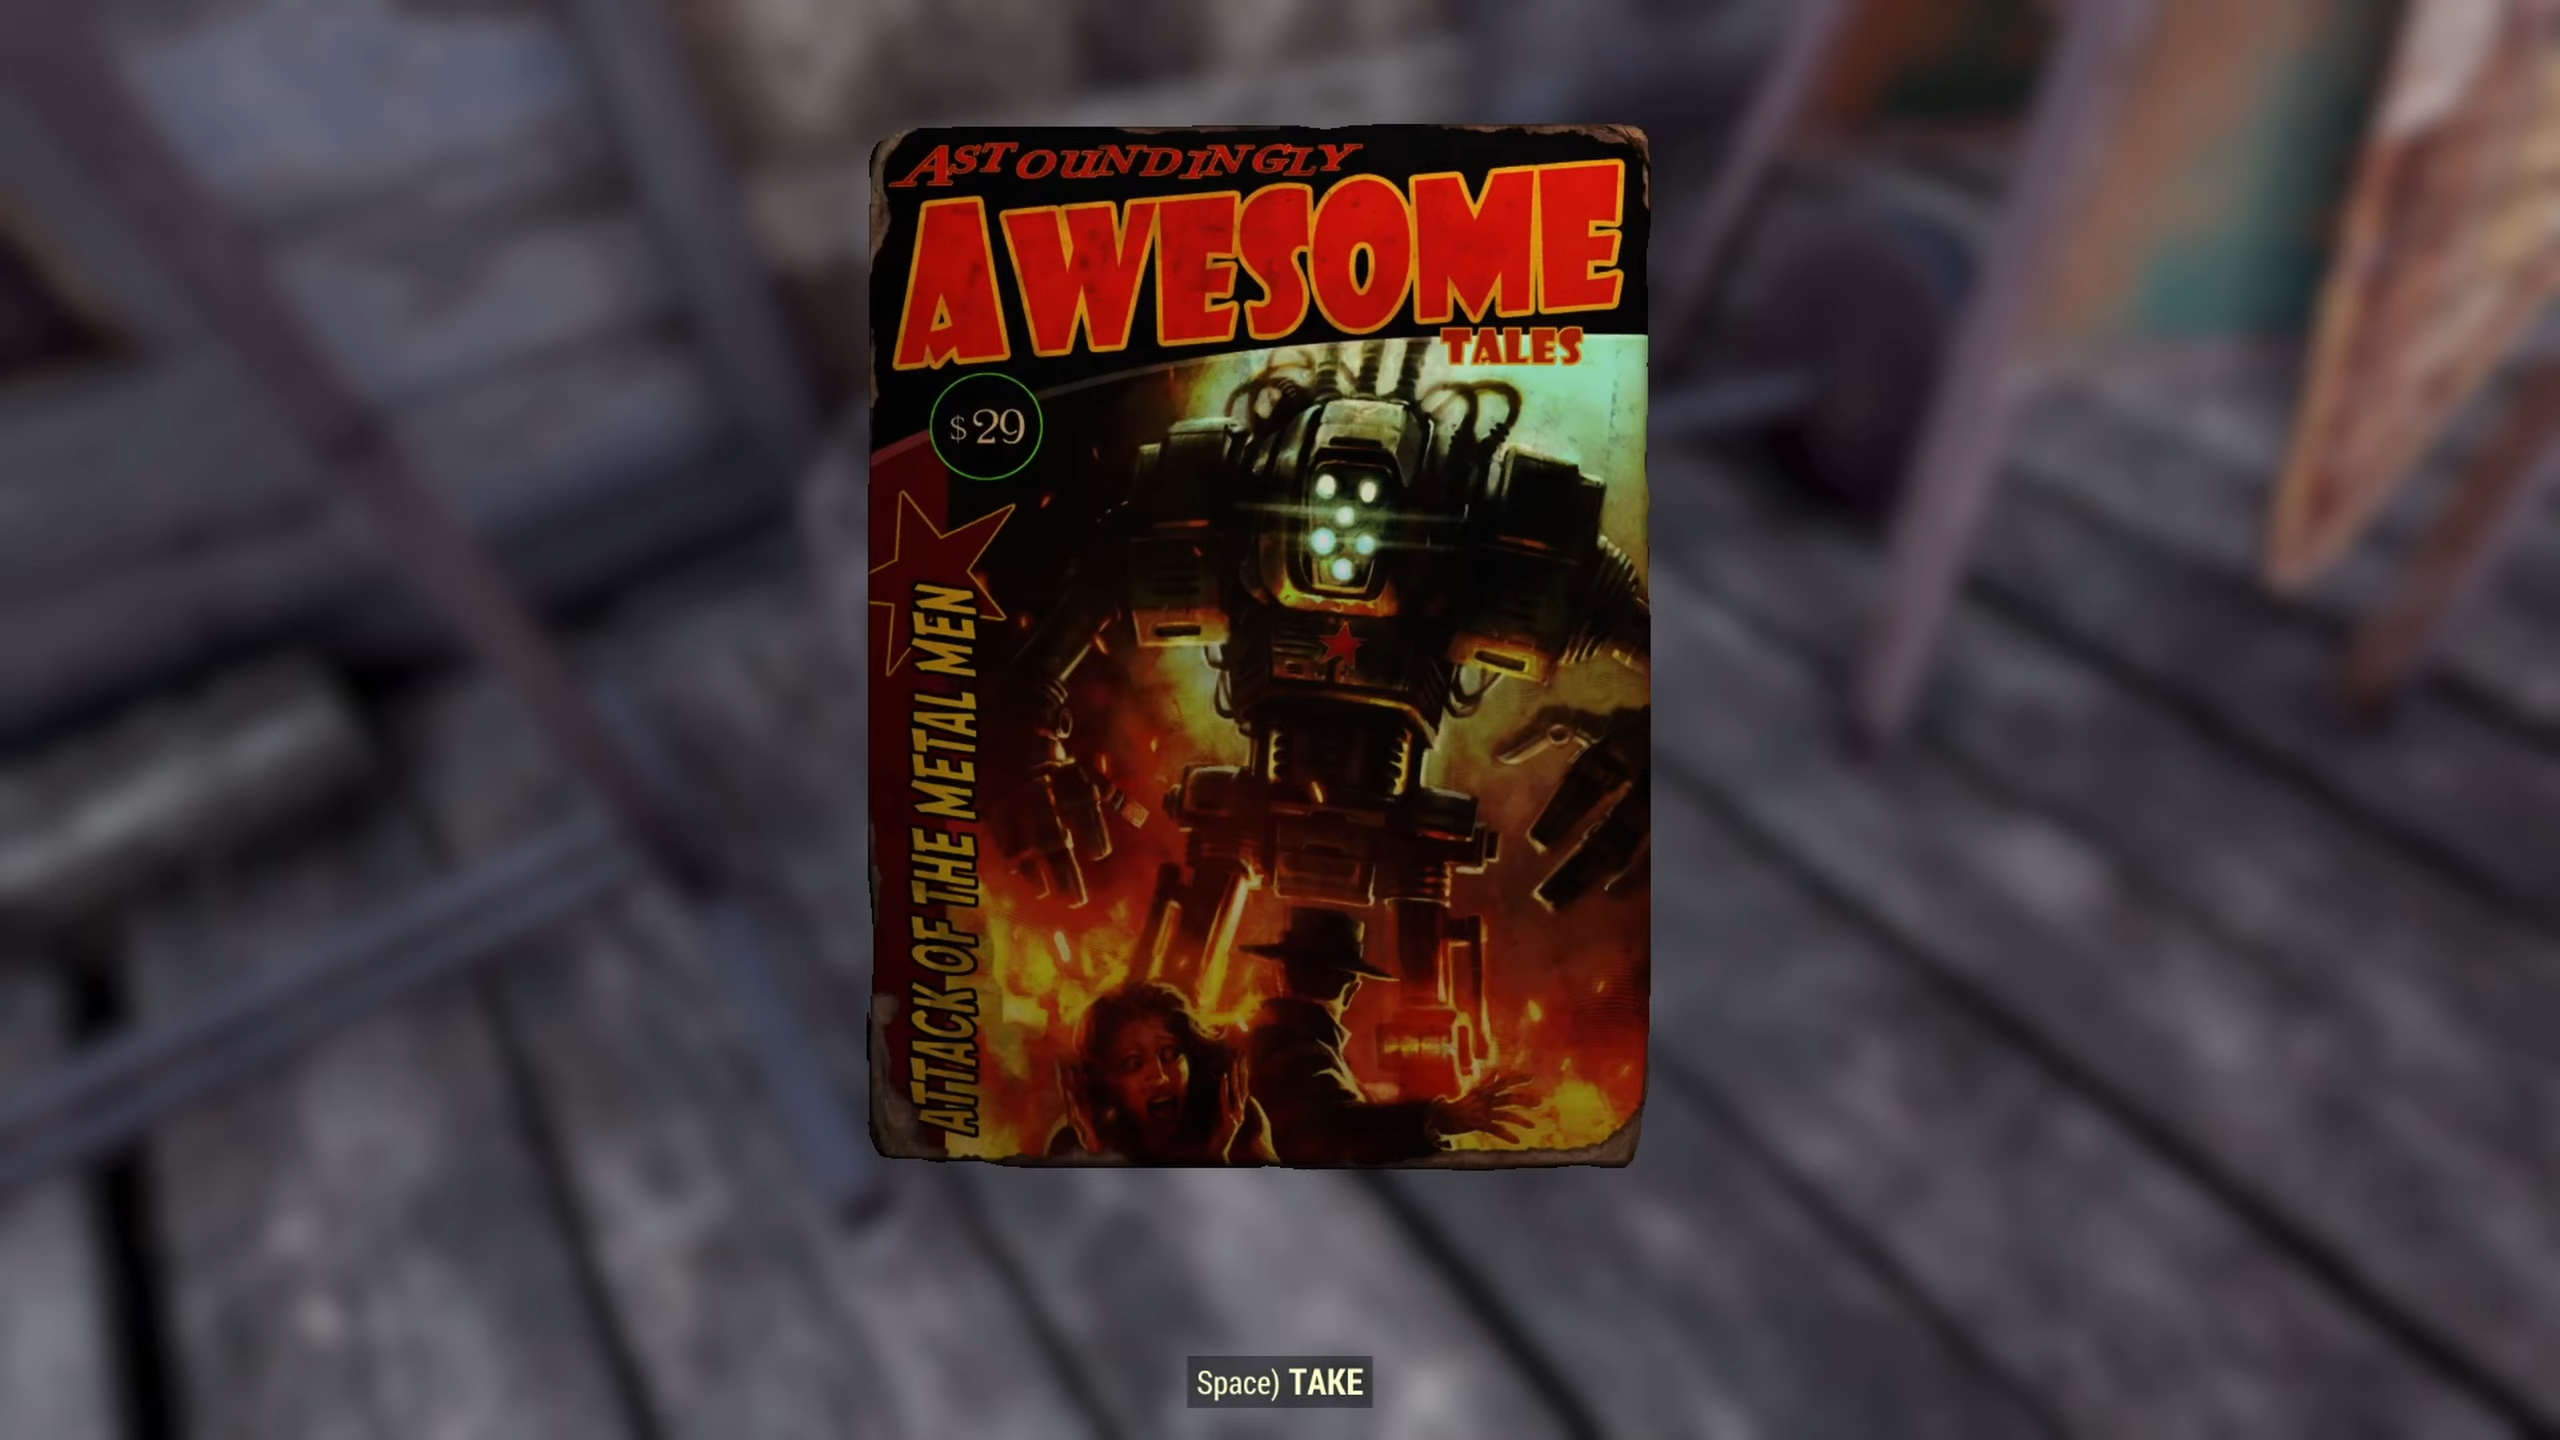 ASTOUNDINGLY
AWESOME
TALES
$29
ATTACK OF THE METAL MEN
Space) TAKE